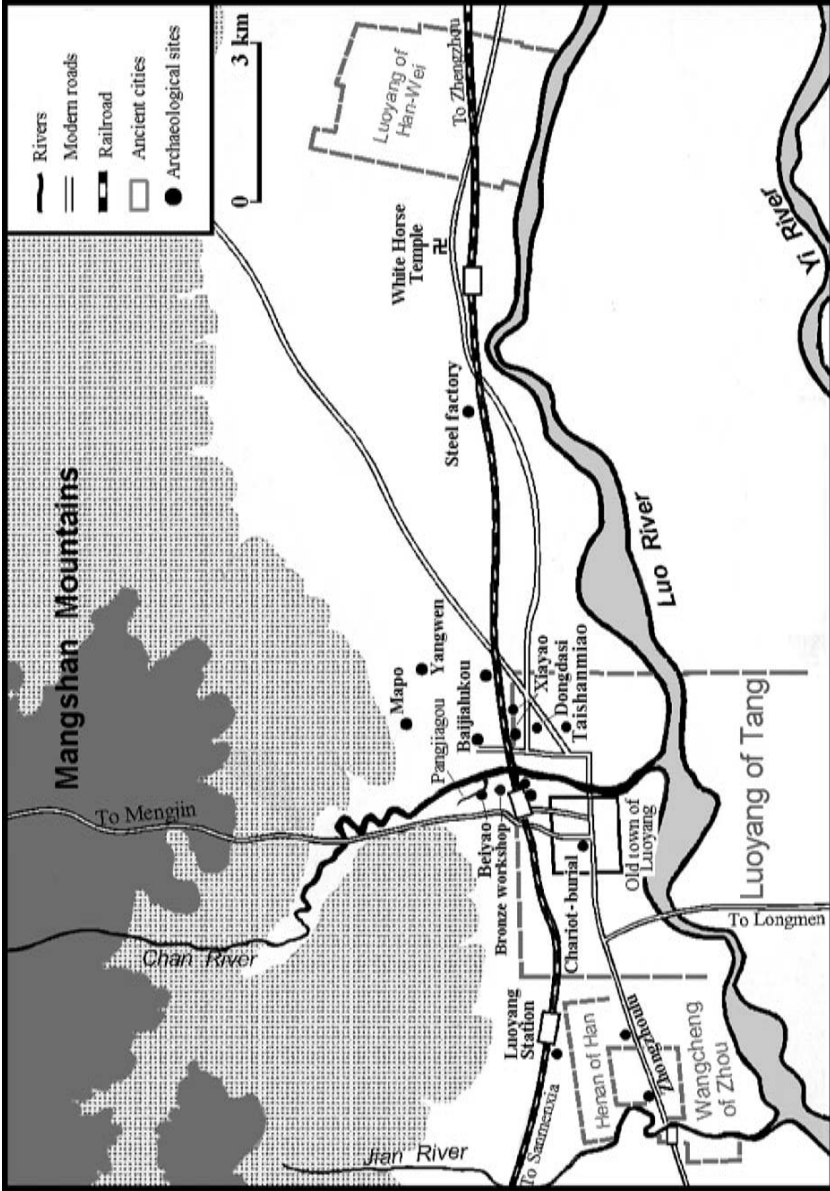 Rivers
Modern roads
Railroad
Ancient cities
Archaeological sites
0 3 km
Mangshan Mountains
To Mengjin
Chan River
Jian River
Luo River
Yi River
Luoyang of
Han-Wei
To Zhengzhou
White Horse
Temple
卍
Steel factory
Yangwen
Mapo
Baijialukou
Pangjiagou
Xiayao
Dongdasi
Taishanmiao
Beiyao
Bronze workshop
Chariot-burial
Old town of
Luoyang
Luoyang of Tang
To Longmen
Luoyang
Station
To Sanmenxia
Henan of Han
Zhongzhoulu
Wangcheng
of Zhou